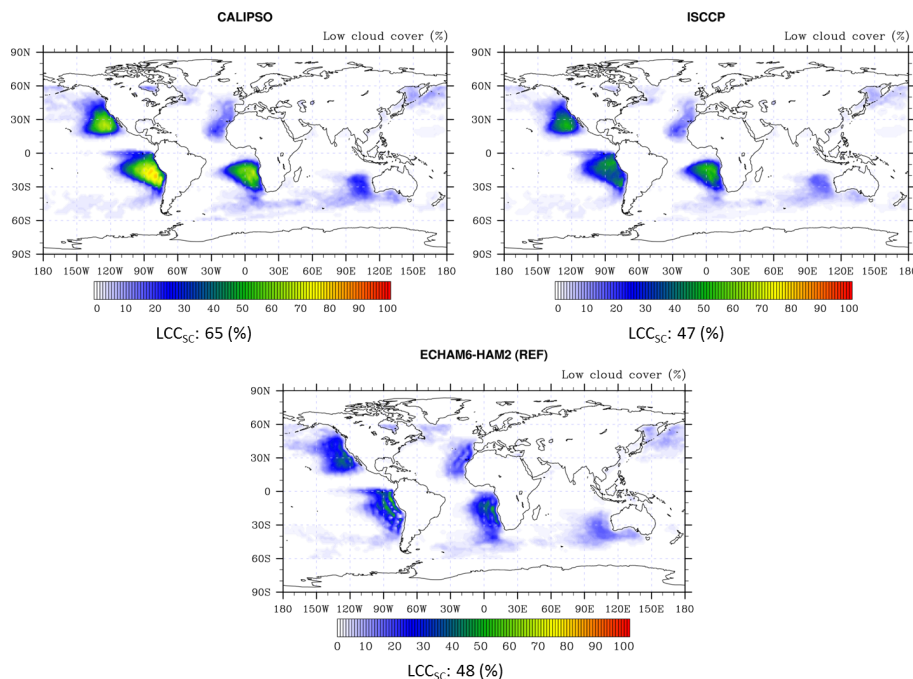 CALIPSO
Low cloud cover (%)
90N
60N
30N
0
30S
60S
90S
180 150W 120W 90W 60W 30W 0 30E 60E 90E 120E 150E 180
0 10 20 30 40 50 60 70 80 90 100
LCCSC: 65 (%)
ISCCP
Low cloud cover (%)
90N
60N
30N
0
30S
60S
90S
180 150W 120W 90W 60W 30W 0 30E 60E 90E 120E 150E 180
0 10 20 30 40 50 60 70 80 90 100
LCCSC: 47 (%)
ECHAM6-HAM2 (REF)
Low cloud cover (%)
90N
60N
30N
0
30S
60S
90S
180 150W 120W 90W 60W 30W 0 30E 60E 90E 120E 150E 180
0 10 20 30 40 50 60 70 80 90 100
LCCSC: 48 (%)